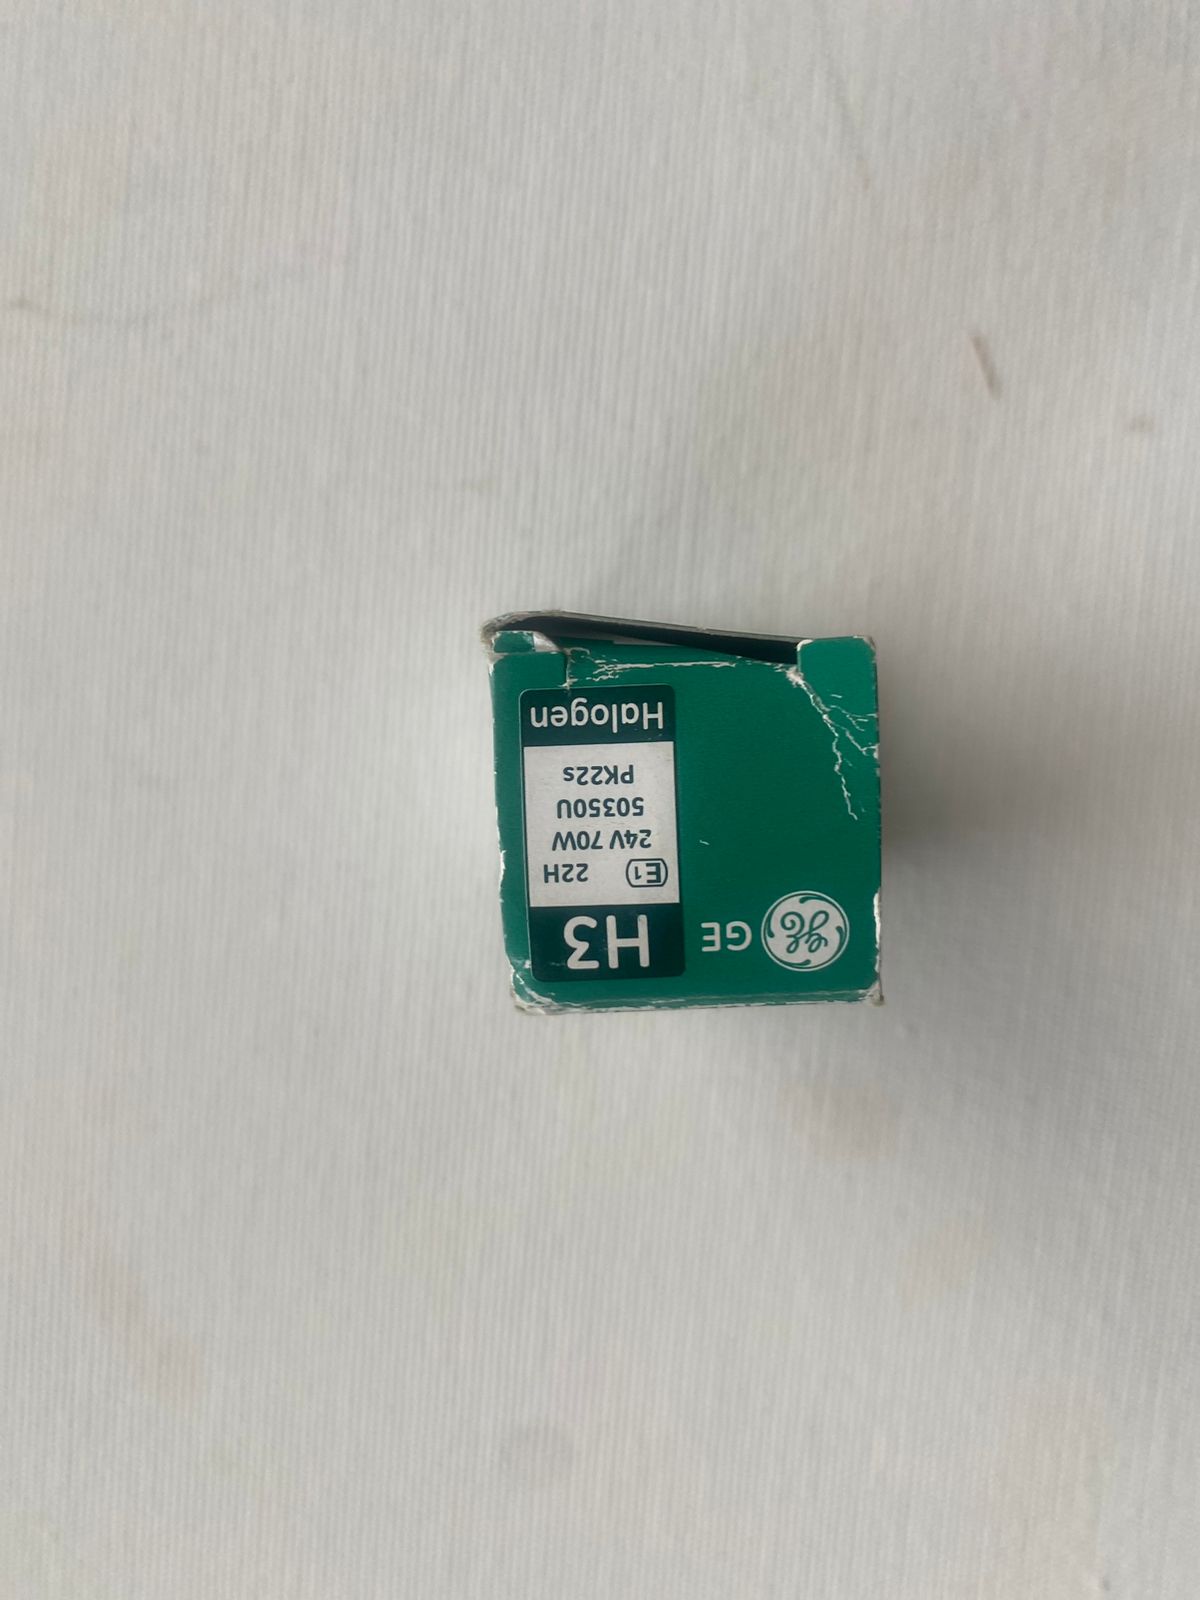 GE
H3
E1 22H
24V 70W
50350U
PK22s
Halogen